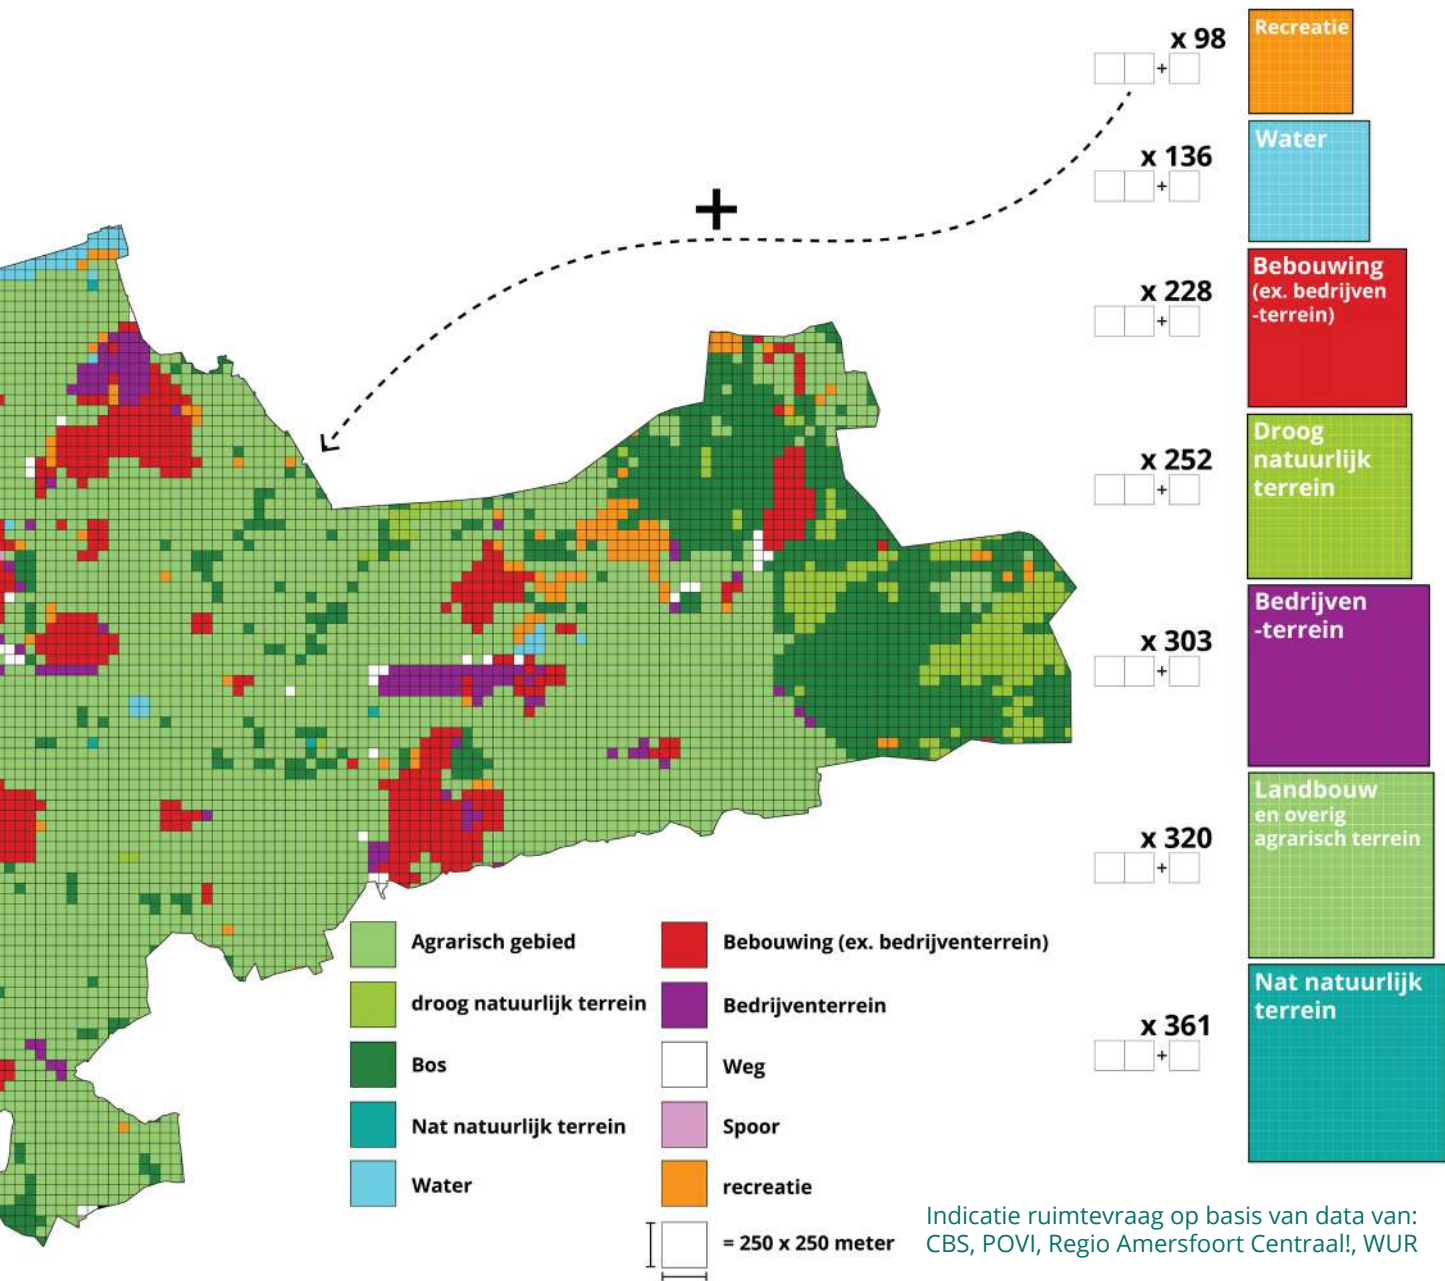 x 98
+
Recreatie
x 136
+
Water
+
x 228
+
Bebouwing
(ex. bedrijven
-terrein)
x 252
+
Droog
natuurlijk
terrein
x 303
+
Bedrijven
-terrein
x 320
+
Landbouw
en overig
agrarisch terrein
x 361
+
Nat natuurlijk
terrein
Agrarisch gebied
droog natuurlijk terrein
Bos
Nat natuurlijk terrein
Water
Bebouwing (ex. bedrijventerrein)
Bedrijventerrein
Weg
Spoor
recreatie
= 250 x 250 meter
Indicatie ruimtevraag op basis van data van:
CBS, POVI, Regio Amersfoort Centraal!, WUR